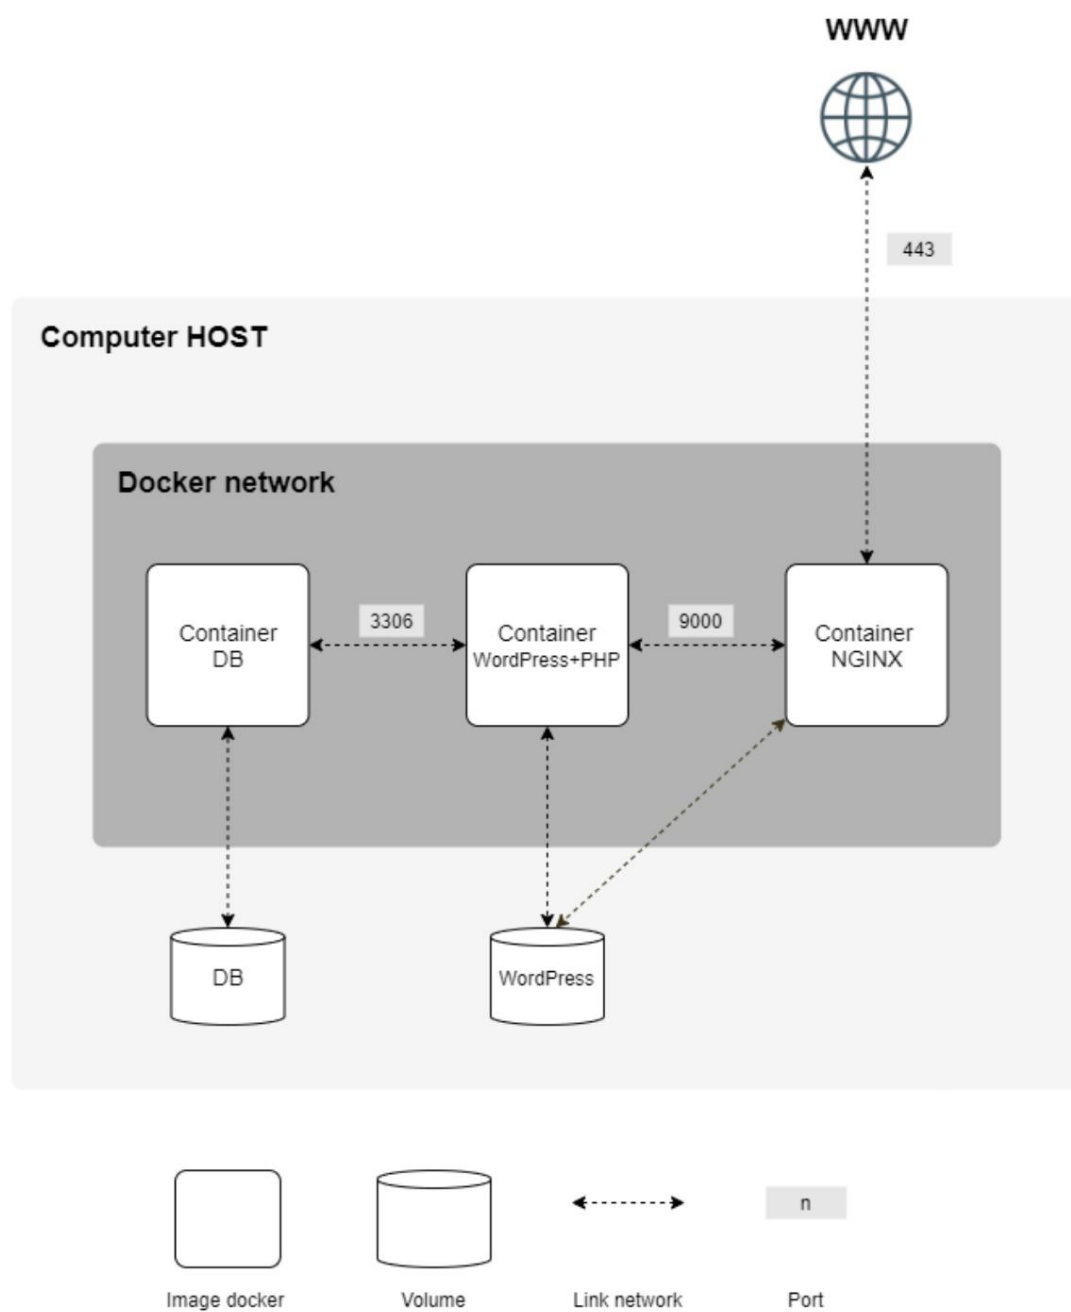 WWW
443
Computer HOST
Docker network
3306
9000
Container
DB
Container
WordPress+PHP
Container
NGINX
DB
WordPress
n
Image docker
Volume
Link network
Port